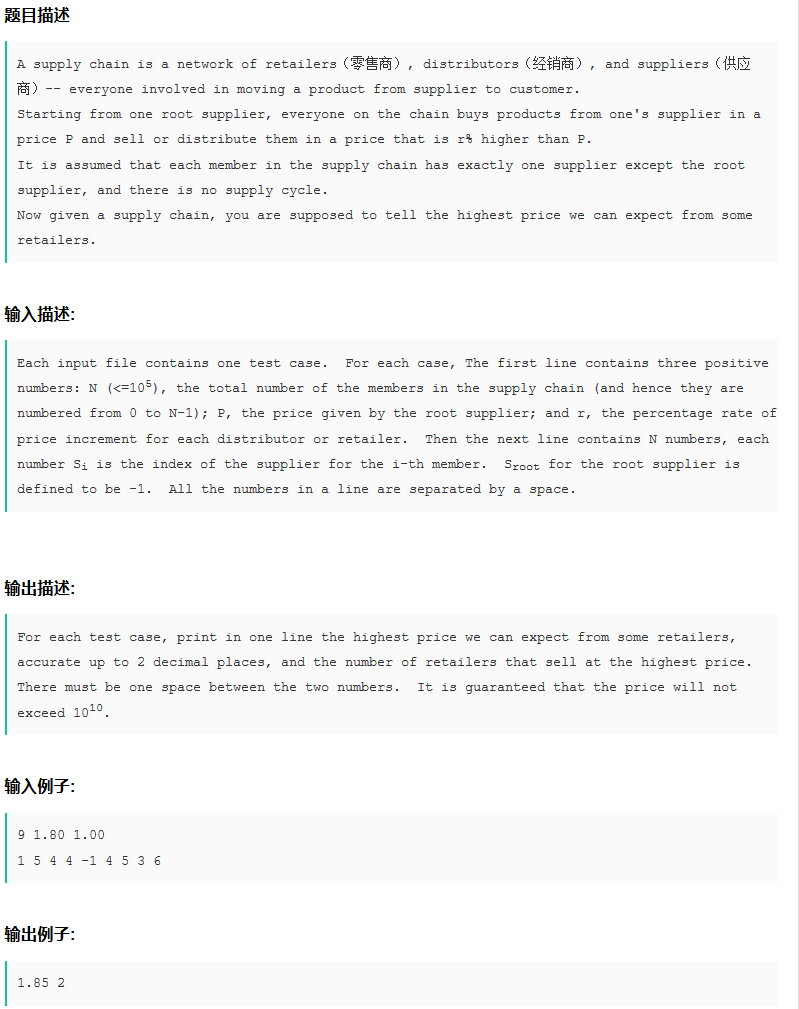 题目描述
A supply chain is a network of retailers（零售商）, distributors（经销商）, and suppliers（供应
商）-- everyone involved in moving a product from supplier to customer.
Starting from one root supplier, everyone on the chain buys products from one's supplier in a
price P and sell or distribute them in a price that is r% higher than P.
It is assumed that each member in the supply chain has exactly one supplier except the root
supplier, and there is no supply cycle.
Now given a supply chain, you are supposed to tell the highest price we can expect from some
retailers.
输入描述:
Each input file contains one test case.  For each case, The first line contains three positive
numbers: N (<=10⁵), the total number of the members in the supply chain (and hence they are
numbered from 0 to N-1); P, the price given by the root supplier; and r, the percentage rate of
price increment for each distributor or retailer.  Then the next line contains N numbers, each
number Sᵢ is the index of the supplier for the i-th member.  Sroot for the root supplier is
defined to be -1.  All the numbers in a line are separated by a space.
输出描述:
For each test case, print in one line the highest price we can expect from some retailers,
accurate up to 2 decimal places, and the number of retailers that sell at the highest price.
There must be one space between the two numbers.  It is guaranteed that the price will not
exceed 10¹⁰.
输入例子:
9 1.80 1.00
1 5 4 4 -1 4 5 3 6
输出例子:
1.85 2